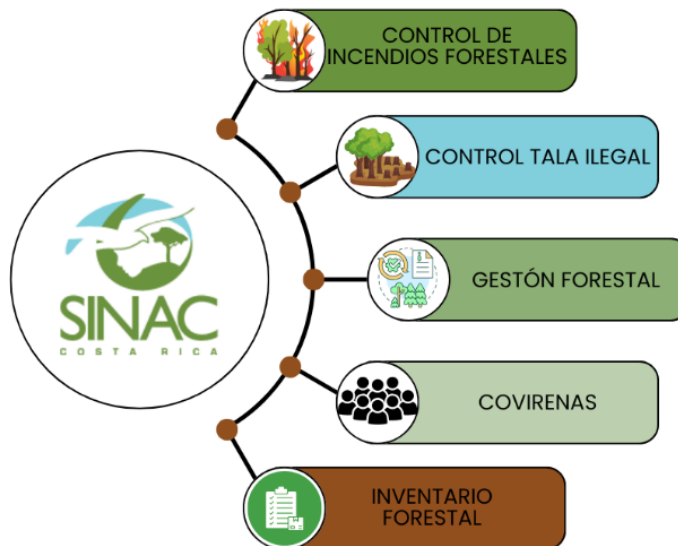 CONTROL DE
INCENDIOS FORESTALES
CONTROL TALA ILEGAL
SINAC
COSTA RICA
GESTÓN FORESTAL
COVIRENAS
INVENTARIO
FORESTAL